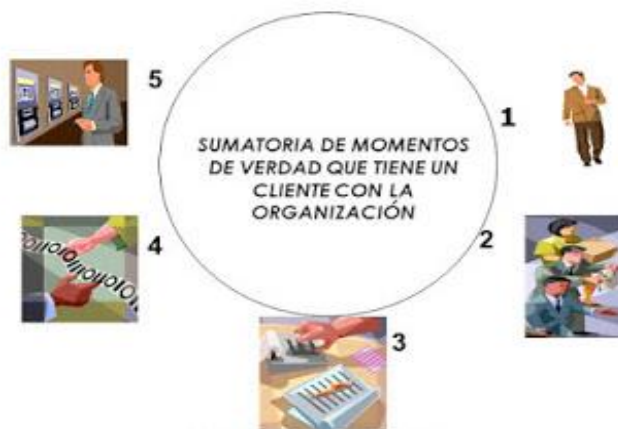 5
1
SUMATORIA DE MOMENTOS
DE VERDAD QUE TIENE UN
CLIENTE CON LA
ORGANIZACIÓN
4
2
3